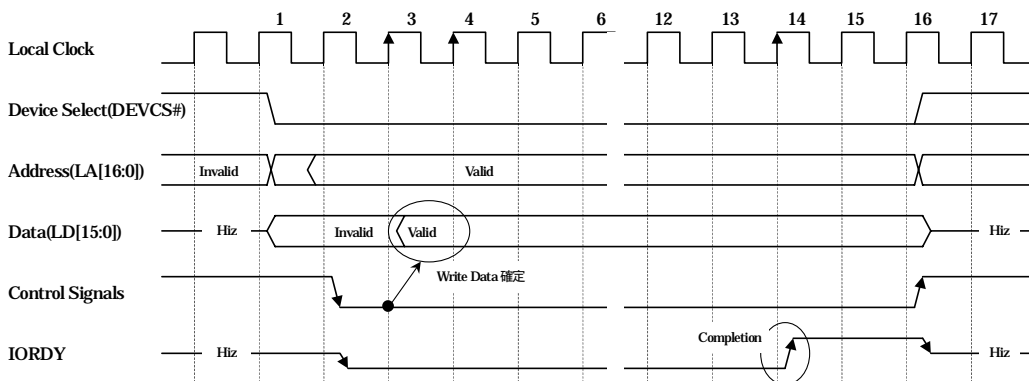 1 2 3 4 5 6 12 13 14 15 16 17
Local Clock
Device Select(DEVCS#)
Address(LA[16:0]) Invalid Valid
Data(LD[15:0]) Hiz Invalid Valid Hiz
Write Data 確定
Control Signals
Completion
IORDY Hiz Hiz